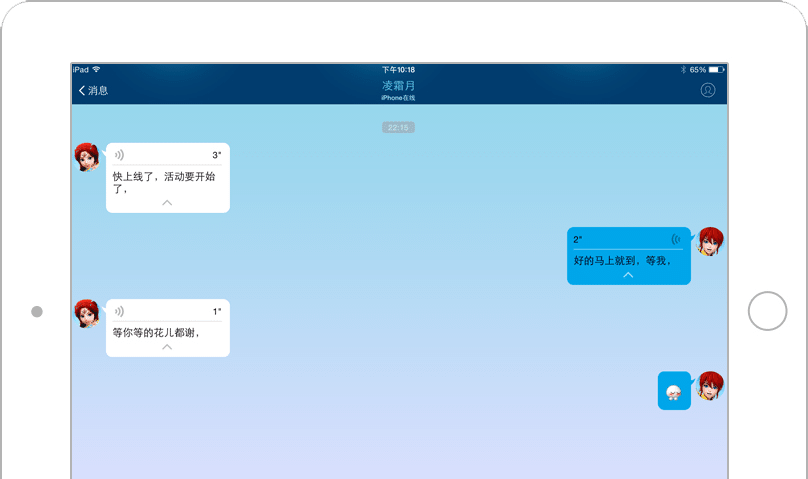 iPad 下午10:18 65%
消息 凌霜月
iPhone在线
22:15
3"
快上线了，活动要开始
了，
2"
好的马上就到，等我，
1"
等你等的花儿都谢，